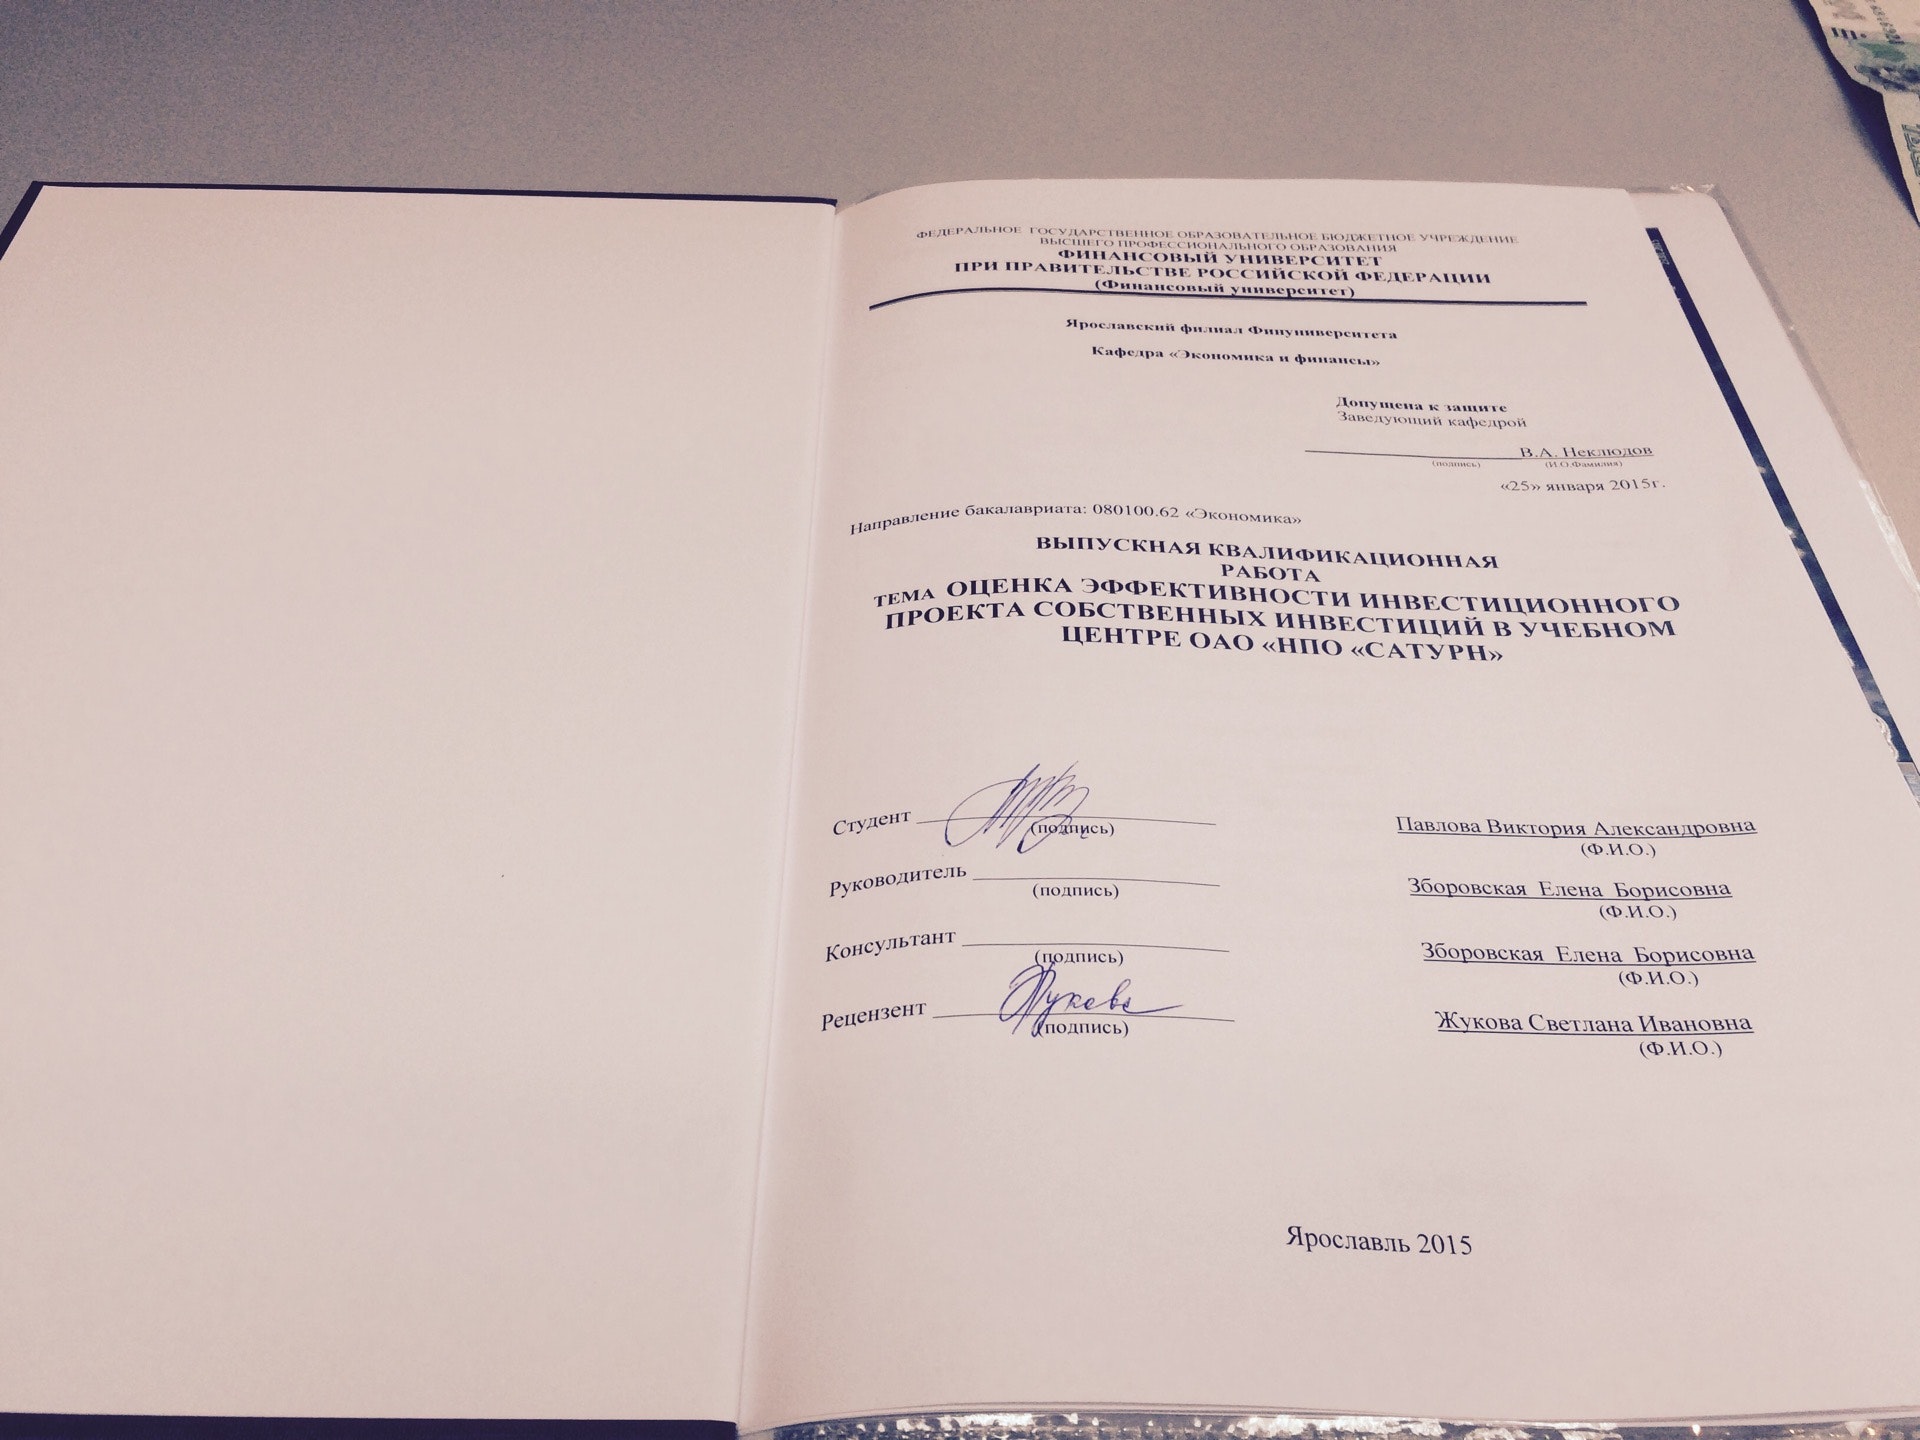 ФЕДЕРАЛЬНОЕ ГОСУДАРСТВЕННОЕ ОБРАЗОВАТЕЛЬНОЕ БЮДЖЕТНОЕ УЧРЕЖДЕНИЕ
ВЫСШЕГО ПРОФЕССИОНАЛЬНОГО ОБРАЗОВАНИЯ
ФИНАНСОВЫЙ УНИВЕРСИТЕТ
ПРИ ПРАВИТЕЛЬСТВЕ РОССИЙСКОЙ ФЕДЕРАЦИИ
(Финансовый университет)
Ярославский филиал Финуниверситета
Кафедра «Экономика и финансы»
Допущена к защите
Заведующий кафедрой
В.А. Неклюдов
(подпись) (И.О.Фамилия)
«25» января 2015г.
Направление бакалавриата: 080100.62 «Экономика»
ВЫПУСКНАЯ КВАЛИФИКАЦИОННАЯ
РАБОТА
ТЕМА ОЦЕНКА ЭФФЕКТИВНОСТИ ИНВЕСТИЦИОННОГО
ПРОЕКТА СОБСТВЕННЫХ ИНВЕСТИЦИЙ В УЧЕБНОМ
ЦЕНТРЕ ОАО «НПО «САТУРН»
Студент Павлова Виктория Александровна
(подпись) (Ф.И.О.)
Руководитель Зборовская Елена Борисовна
(подпись) (Ф.И.О.)
Консультант Зборовская Елена Борисовна
(подпись) (Ф.И.О.)
Рецензент Жукова Жукова Светлана Ивановна
(подпись) (Ф.И.О.)
Ярославль 2015